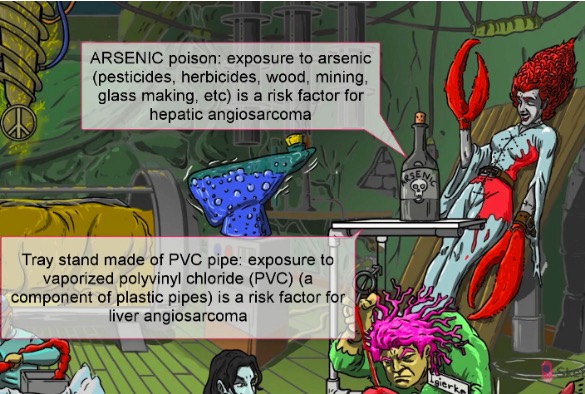 ARSENIC poison: exposure to arsenic
(pesticides, herbicides, wood, mining,
glass making, etc) is a risk factor for
hepatic angiosarcoma
ARSENIC
Tray stand made of PVC pipe: exposure to
vaporized polyvinyl chloride (PVC) (a
component of plastic pipes) is a risk factor for
liver angiosarcoma